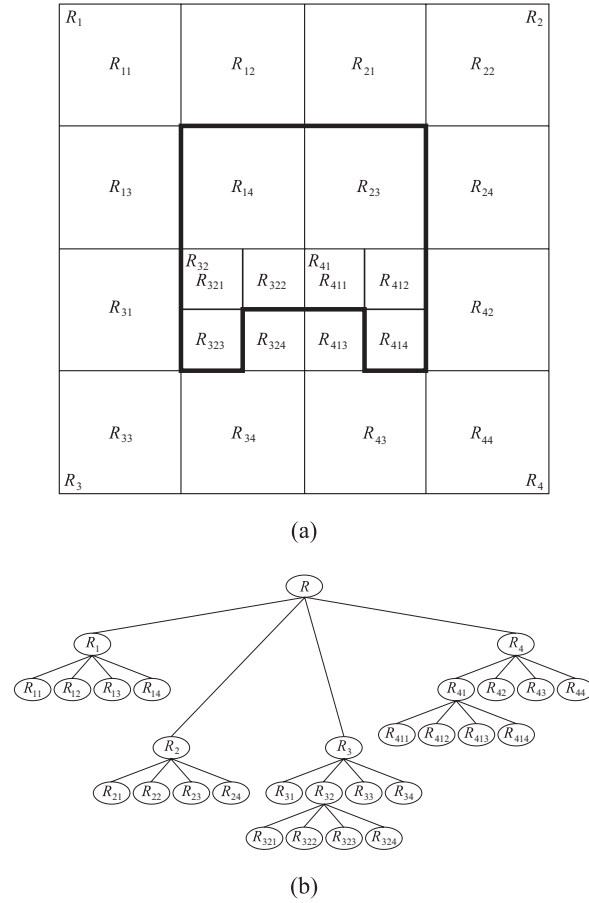 R1 R2
R11 R12 R21 R22
R13 R14 R23 R24
R32 R41
R321 R322 R411 R412
R31 R42
R323 R324 R413 R414
R33 R34 R43 R44
R3 R4
(a)
R
R1 R4
R11 R12 R13 R14 R41 R42 R43 R44
R411 R412 R413 R414
R2 R3
R21 R22 R23 R24 R31 R32 R33 R34
R321 R322 R323 R324
(b)